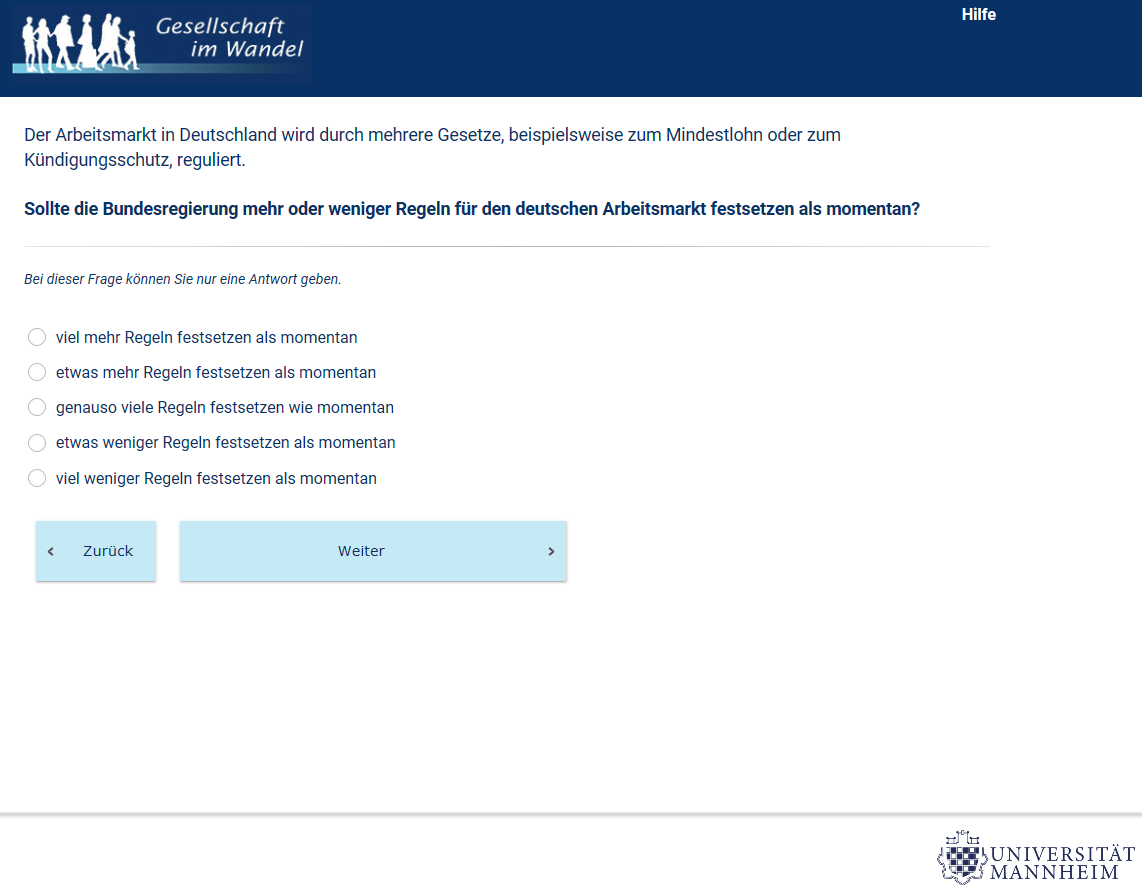 Gesellschaft
im Wandel
Hilfe
Der Arbeitsmarkt in Deutschland wird durch mehrere Gesetze, beispielsweise zum Mindestlohn oder zum
Kündigungsschutz, reguliert.
Sollte die Bundesregierung mehr oder weniger Regeln für den deutschen Arbeitsmarkt festsetzen als momentan?
Bei dieser Frage können Sie nur eine Antwort geben.
viel mehr Regeln festsetzen als momentan
etwas mehr Regeln festsetzen als momentan
genauso viele Regeln festsetzen wie momentan
etwas weniger Regeln festsetzen als momentan
viel weniger Regeln festsetzen als momentan
‹ Zurück
Weiter ›
UNIVERSITÄT
MANNHEIM